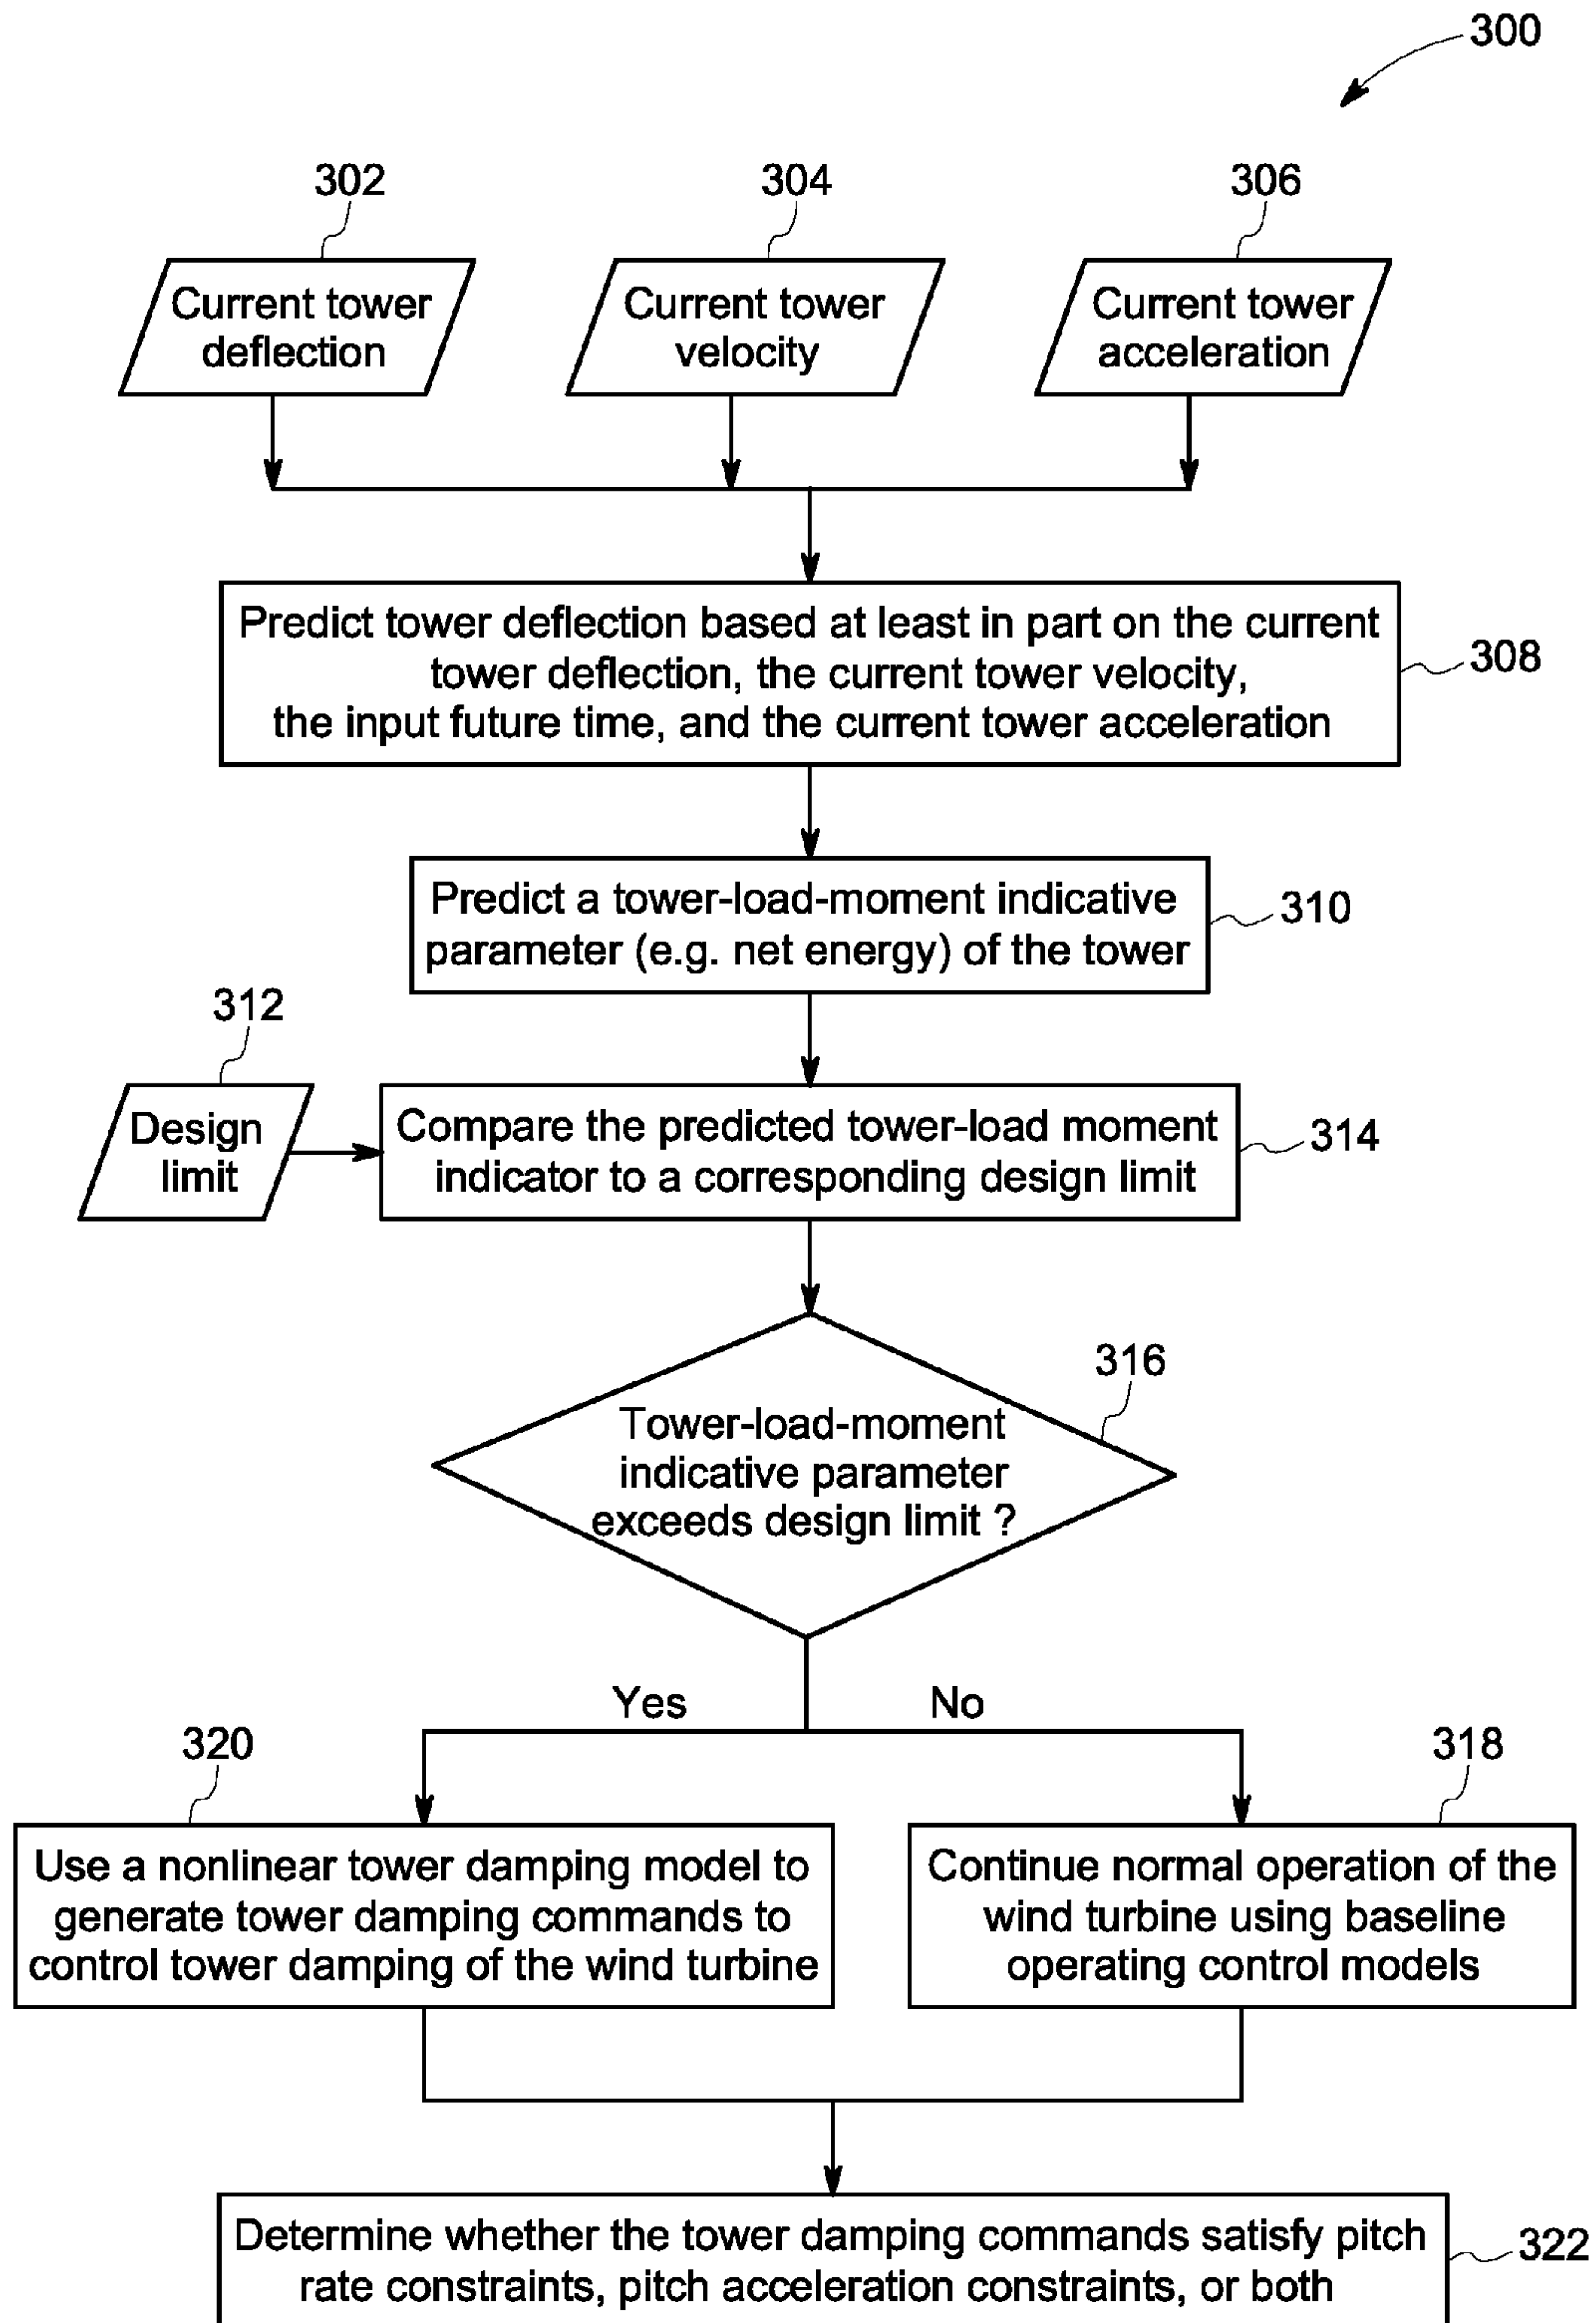 300
302
304
306
Current tower
deflection
Current tower
velocity
Current tower
acceleration
Predict tower deflection based at least in part on the current
tower deflection, the current tower velocity,
the input future time, and the current tower acceleration
308
Predict a tower-load-moment indicative
parameter (e.g. net energy) of the tower
310
312
Design
limit
Compare the predicted tower-load moment
indicator to a corresponding design limit
314
316
Tower-load-moment
indicative parameter
exceeds design limit ?
Yes
No
320
318
Use a nonlinear tower damping model to
generate tower damping commands to
control tower damping of the wind turbine
Continue normal operation of the
wind turbine using baseline
operating control models
Determine whether the tower damping commands satisfy pitch
rate constraints, pitch acceleration constraints, or both
322